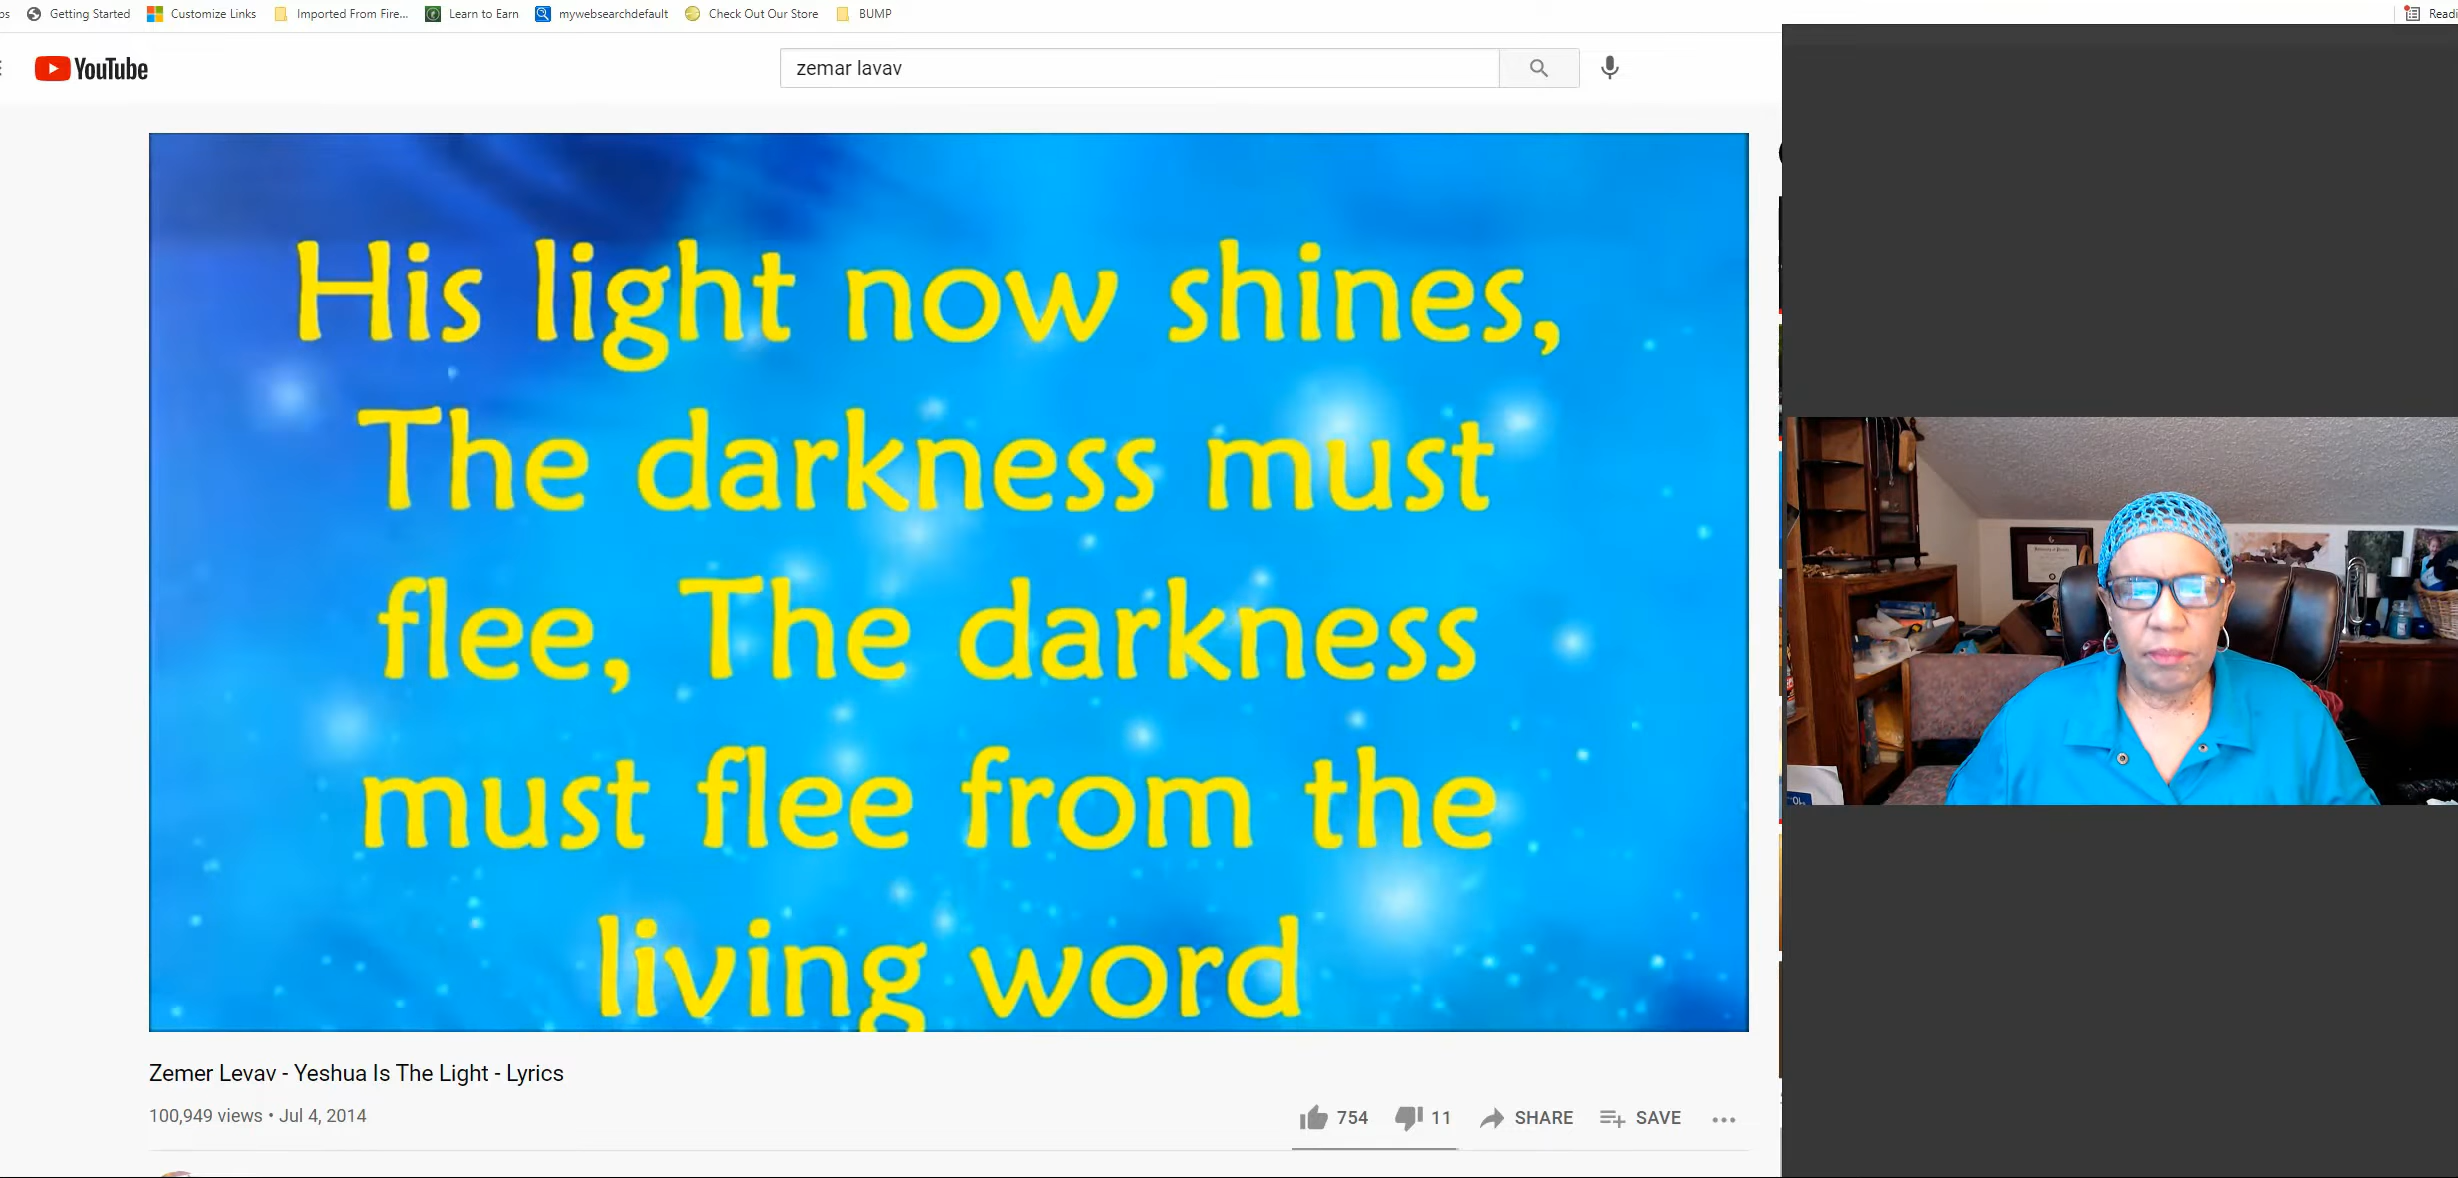 Getting Started Customize Links Imported From Fire... Learn to Earn mywebsearchdefault Check Out Our Store BUMP
YouTube
zemar lavav
His light now shines,
The darkness must
flee, The darkness
must flee from the
living word
Zemer Levav - Yeshua Is The Light - Lyrics
100,949 views • Jul 4, 2014
754 11 SHARE SAVE